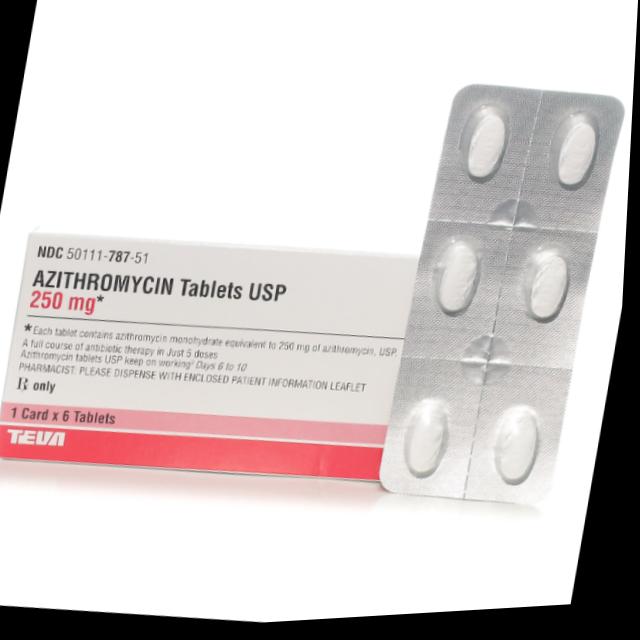 NDC 50111-787-51
AZITHROMYCIN Tablets USP
250 mg*
*Each tablet contains azithromycin monohydrate equivalent to 250 mg of azithromycin, USP.
A full course of antibiotic therapy in Just 5 doses
Azithromycin tablets USP keep on working¹ Days 6 to 10
PHARMACIST: PLEASE DISPENSE WITH ENCLOSED PATIENT INFORMATION LEAFLET
℞ only
1 Card x 6 Tablets
TEVA